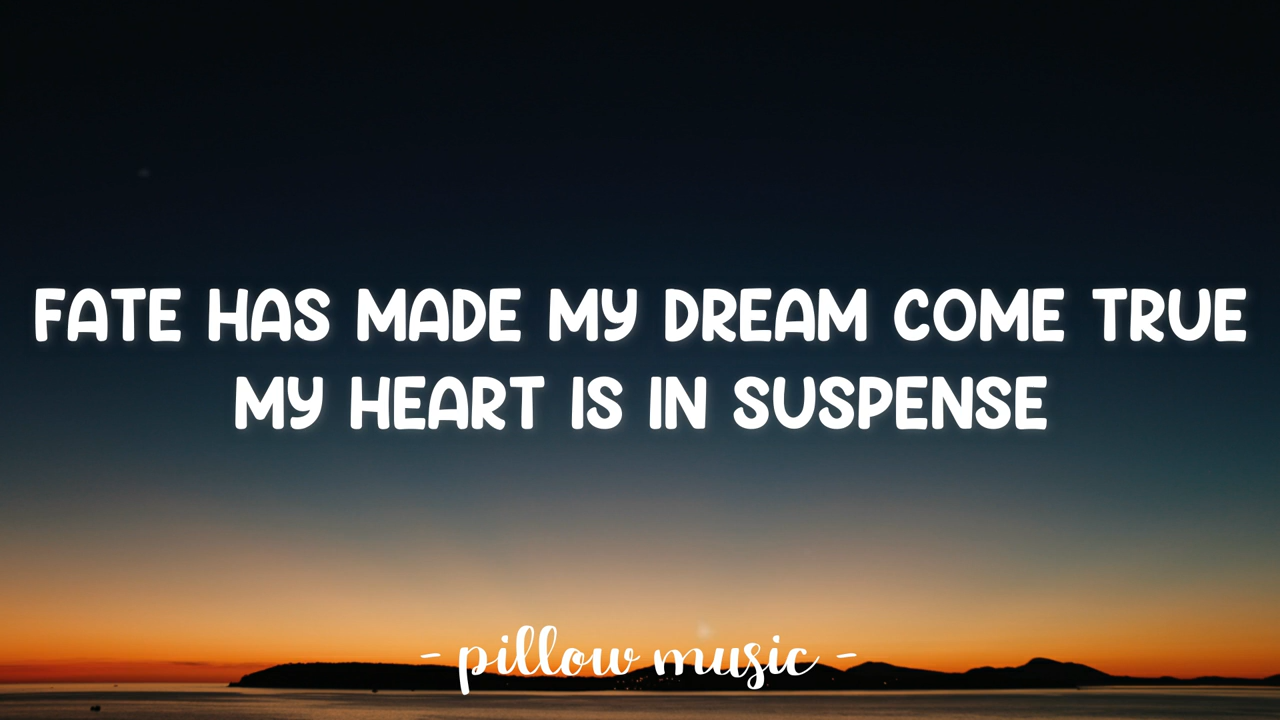 FATE HAS MADE MY DREAM COME TRUE
MY HEART IS IN SUSPENSE
- pillow music -